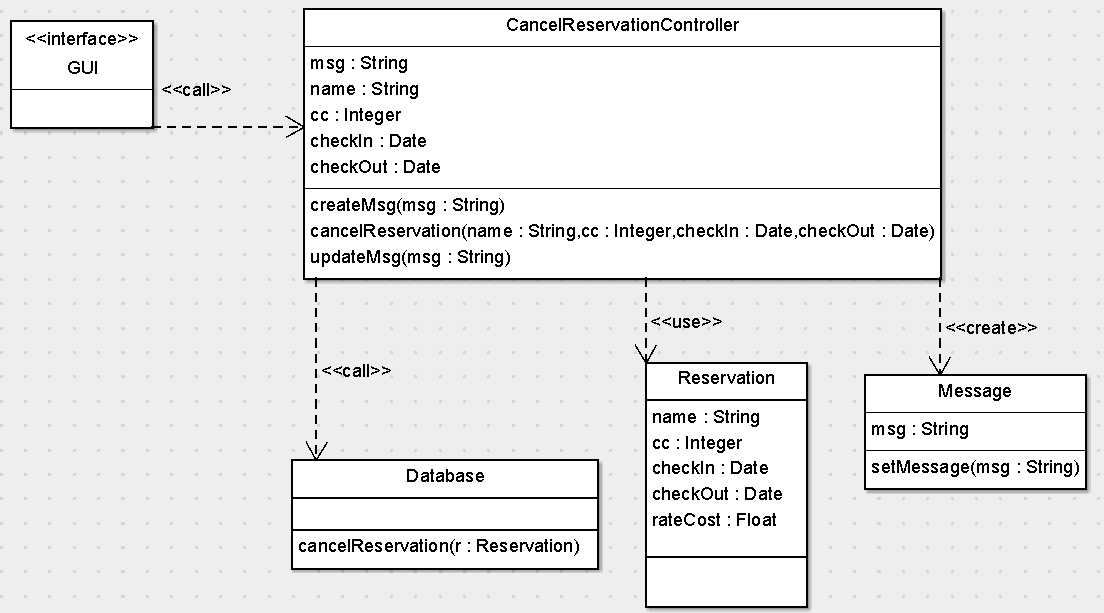 <<interface>>
GUI
<<call>>
CancelReservationController
msg : String
name : String
cc : Integer
checkIn : Date
checkOut : Date
createMsg(msg : String)
cancelReservation(name : String,cc : Integer,checkIn : Date,checkOut : Date)
updateMsg(msg : String)
<<call>>
<<use>>
<<create>>
Database
cancelReservation(r : Reservation)
Reservation
name : String
cc : Integer
checkIn : Date
checkOut : Date
rateCost : Float
Message
msg : String
setMessage(msg : String)